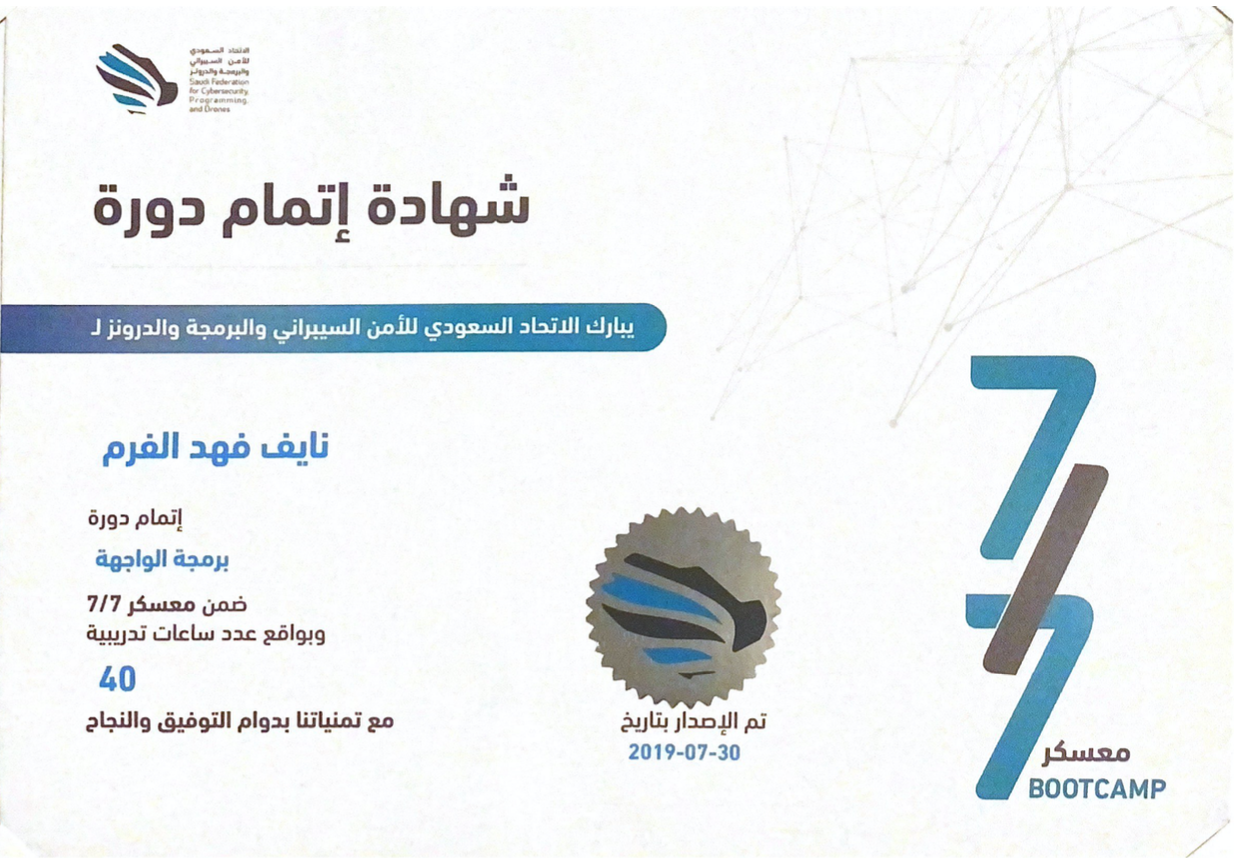 الاتحاد السعودي
للأمن السيبراني
والبرمجة والدرونز
Saudi Federation
for Cybersecurity,
Programming,
and Drones
شهادة إتمام دورة
يبارك الاتحاد السعودي للأمن السيبراني والبرمجة والدرونز لـ
نايف فهد الفرم
إتمام دورة
برمجة الواجهة
ضمن معسكر 7/7
وبواقع عدد ساعات تدريبية
40
مع تمنياتنا بدوام التوفيق والنجاح
تم الإصدار بتاريخ
2019-07-30
7/7
معسكر
BOOTCAMP